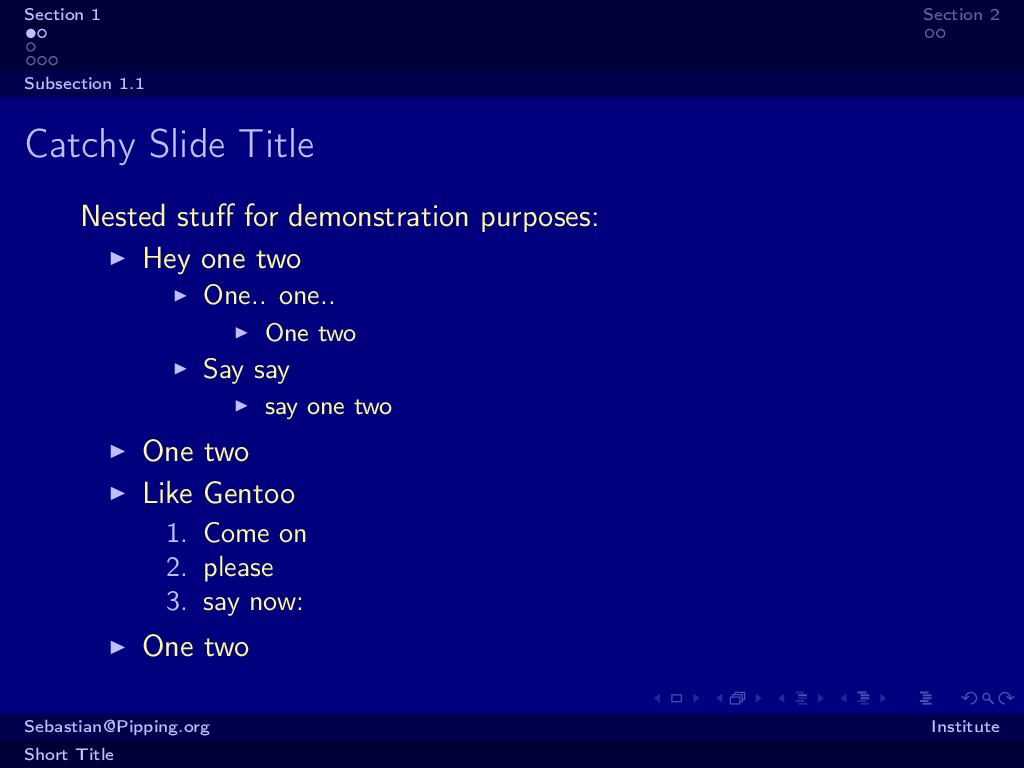 Section 1
Section 2
Subsection 1.1
Catchy Slide Title
Nested stuff for demonstration purposes:
Hey one two
One.. one..
One two
Say say
say one two
One two
Like Gentoo
1. Come on
2. please
3. say now:
One two
Sebastian@Pipping.org
Institute
Short Title